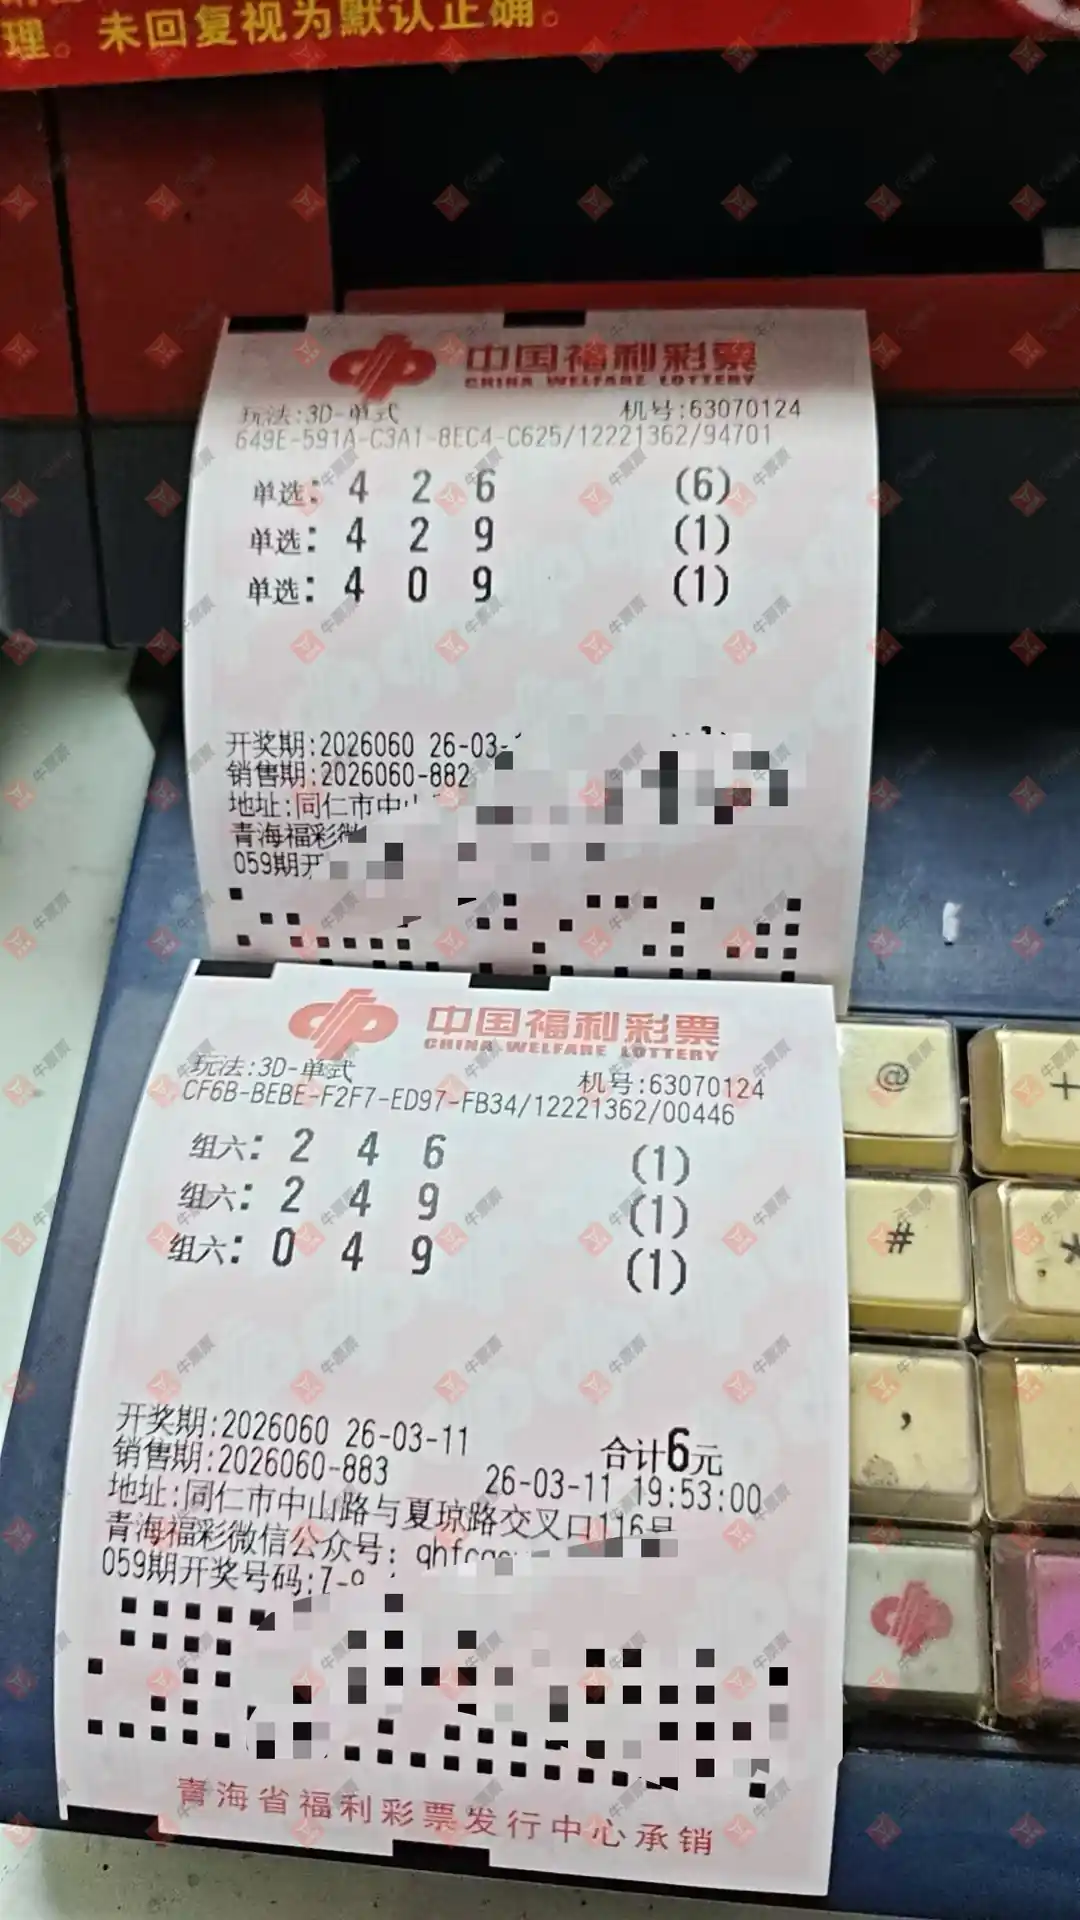 理。未回复视为默认正确。
中国福利彩票
CHINA WELFARE LOTTERY
玩法:3D-单式 机号:63070124
649E-591A-C3A1-8EC4-C625/12221362/94701
单选: 4 2 6 (6)
单选: 4 2 9 (1)
单选: 4 0 9 (1)
开奖期:2026060 26-03-
销售期:2026060-882
地址:同仁市中山
青海福彩微
059期开
中国福利彩票
CHINA WELFARE LOTTERY
玩法:3D-单式 机号:63070124
CF6B-BEBE-F2F7-ED97-FB34/12221362/00446
组六: 2 4 6 (1)
组六: 2 4 9 (1)
组六: 0 4 9 (1)
开奖期:2026060 26-03-11 合计6元
销售期:2026060-883 26-03-11 19:53:00
地址:同仁市中山路与夏琼路交叉口116号
青海福彩微信公众号: qhfc
059期开奖号码:7-
青海省福利彩票发行中心承销
@
+
#
*
,
牛票票